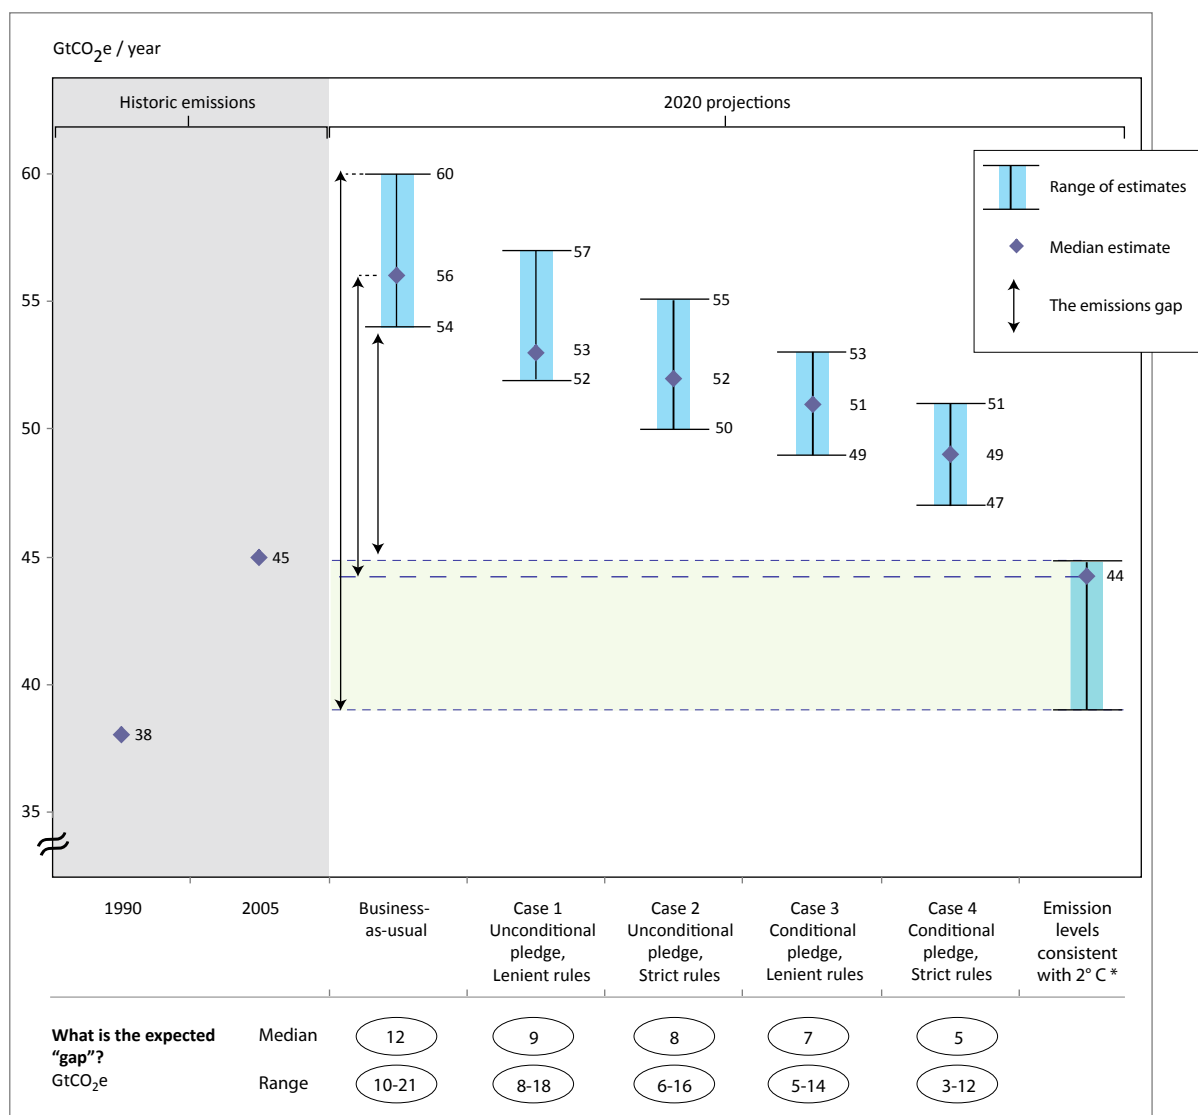 GtCO2e / year
Historic emissions
2020 projections
60
55
50
45
40
35
Range of estimates
Median estimate
The emissions gap
38
45
60
56
54
57
53
52
55
52
50
53
51
49
51
49
47
44
1990
2005
Business-
as-usual
Case 1
Unconditional
pledge,
Lenient rules
Case 2
Unconditional
pledge,
Strict rules
Case 3
Conditional
pledge,
Lenient rules
Case 4
Conditional
pledge,
Strict rules
Emission
levels
consistent
with 2° C *
What is the expected
"gap"?
GtCO2e
Median
12
9
8
7
5
Range
10-21
8-18
6-16
5-14
3-12